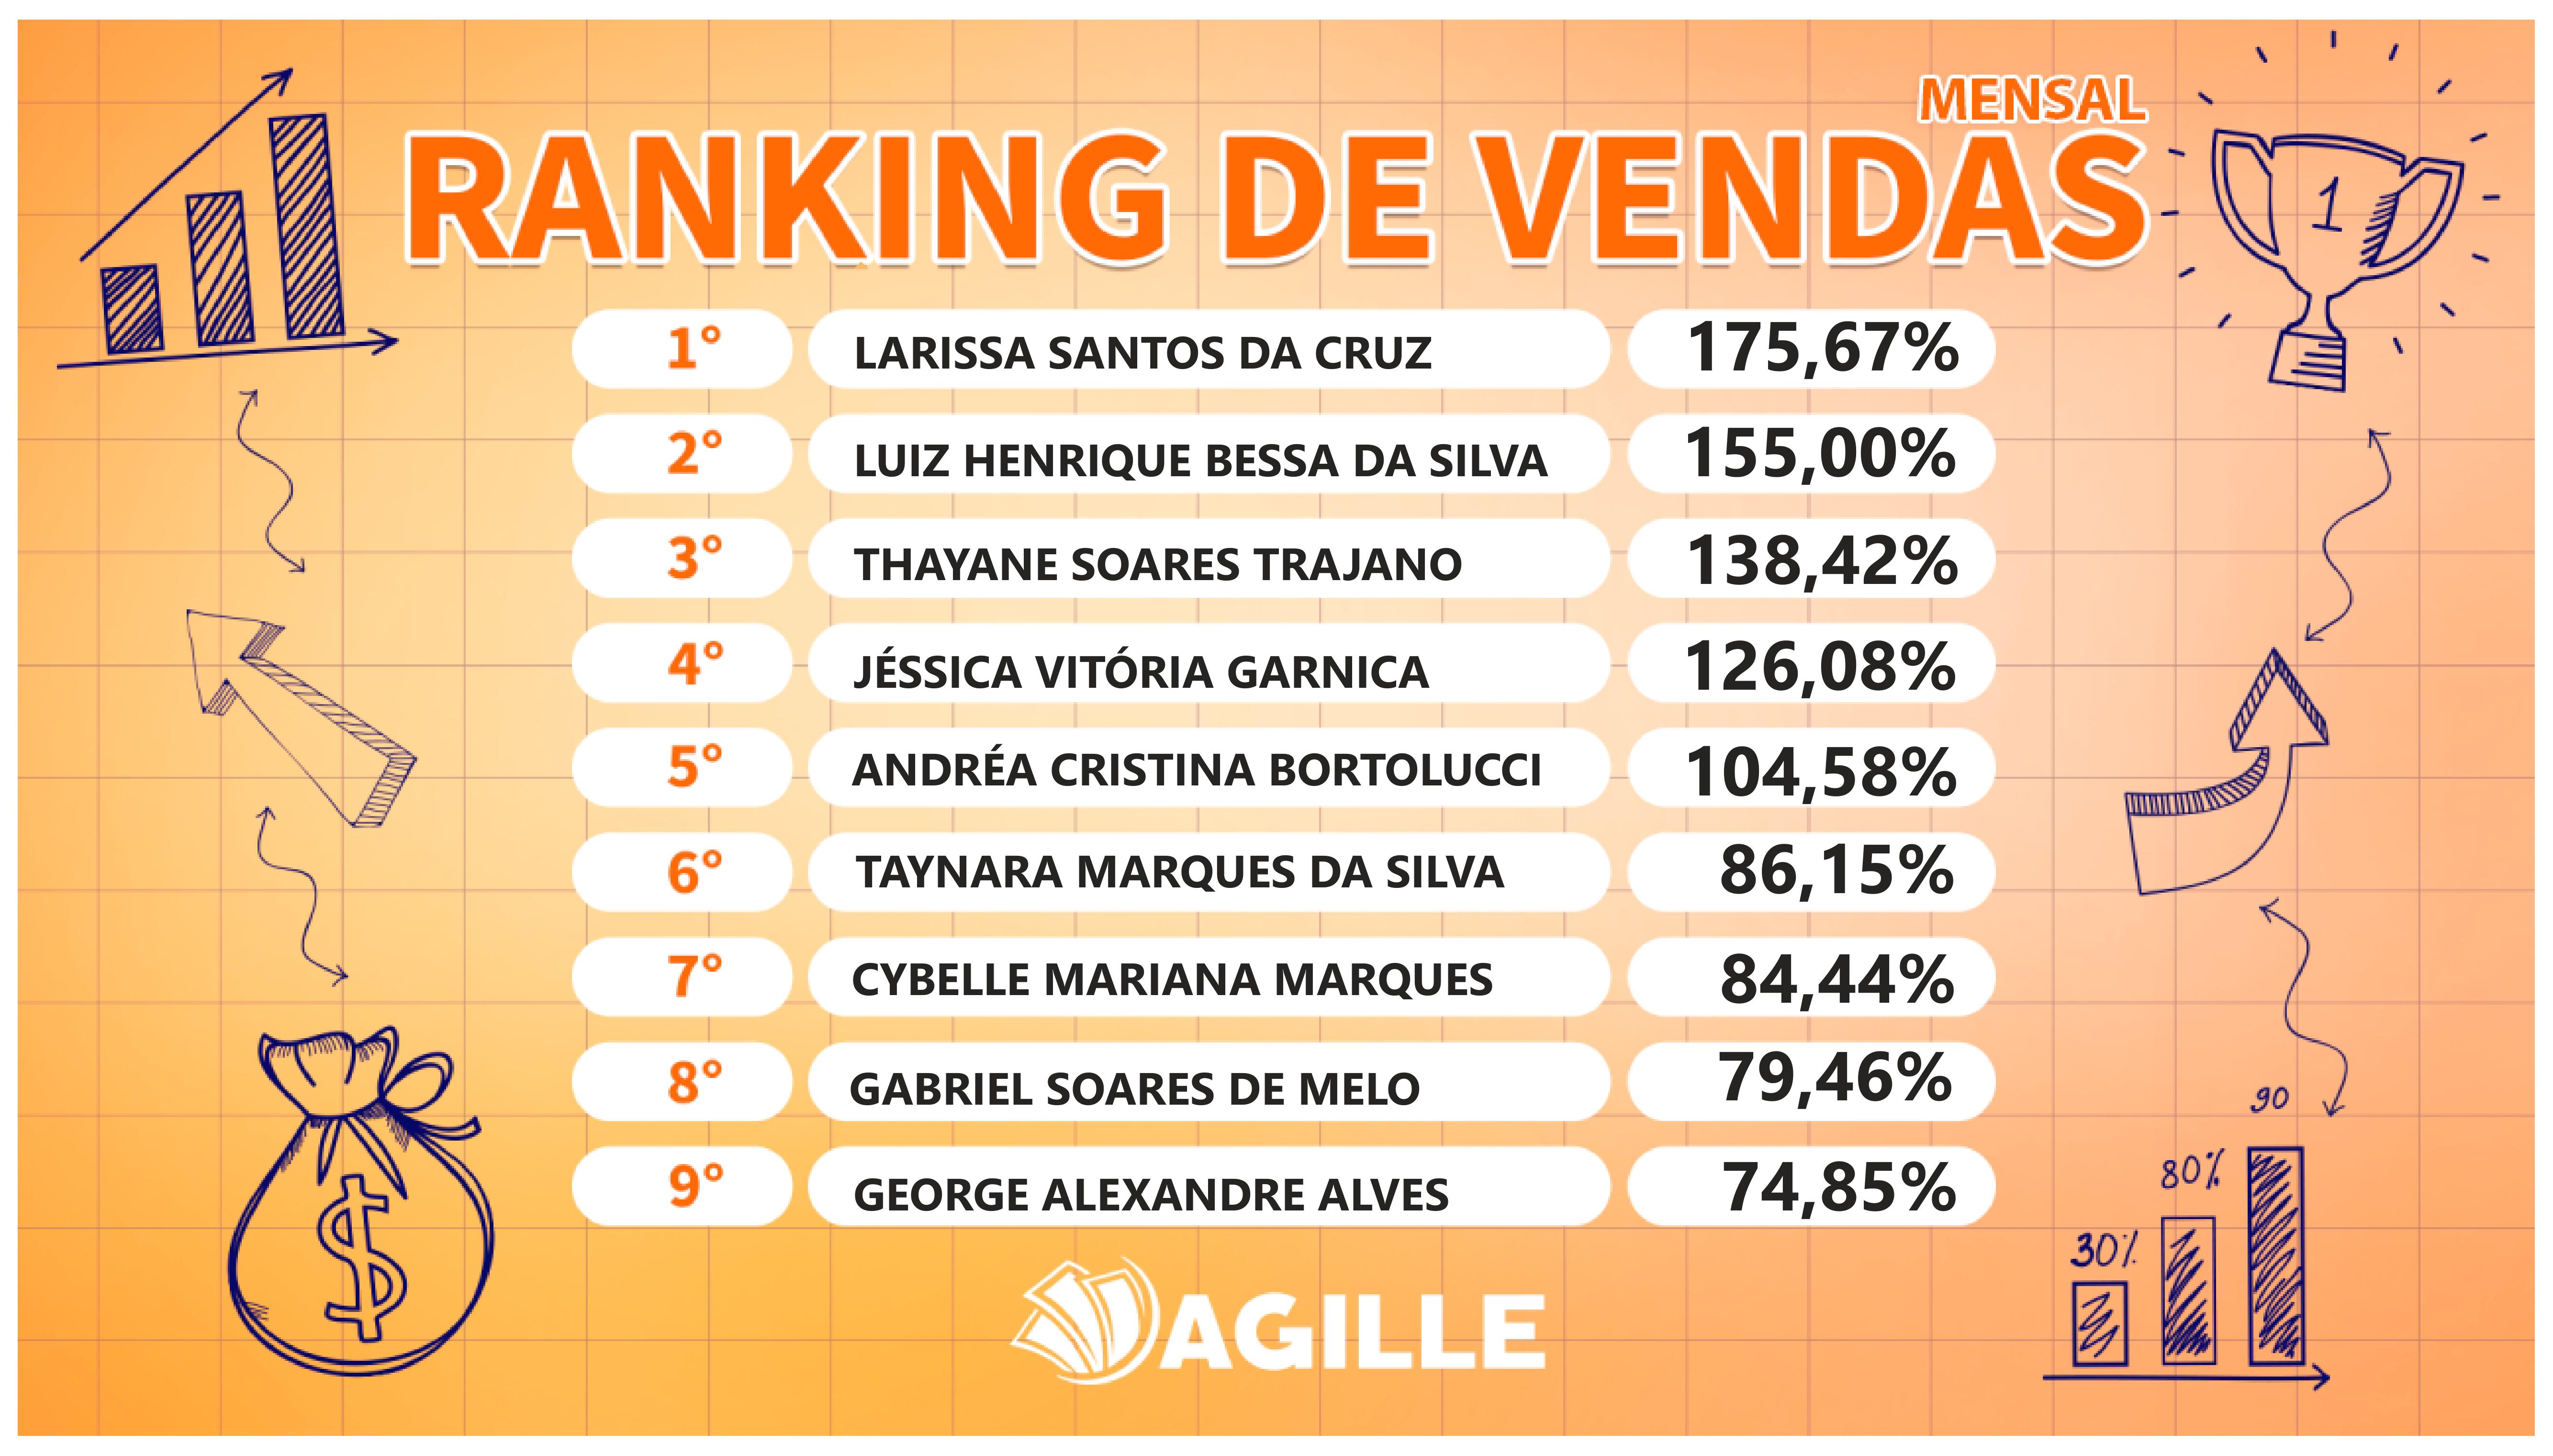 MENSAL
RANKING DE VENDAS
1
1° LARISSA SANTOS DA CRUZ 175,67%
2° LUIZ HENRIQUE BESSA DA SILVA 155,00%
3° THAYANE SOARES TRAJANO 138,42%
4° JÉSSICA VITÓRIA GARNICA 126,08%
5° ANDRÉA CRISTINA BORTOLUCCI 104,58%
6° TAYNARA MARQUES DA SILVA 86,15%
7° CYBELLE MARIANA MARQUES 84,44%
8° GABRIEL SOARES DE MELO 79,46%
9° GEORGE ALEXANDRE ALVES 74,85%
$
30% 80% 90
AGILLE